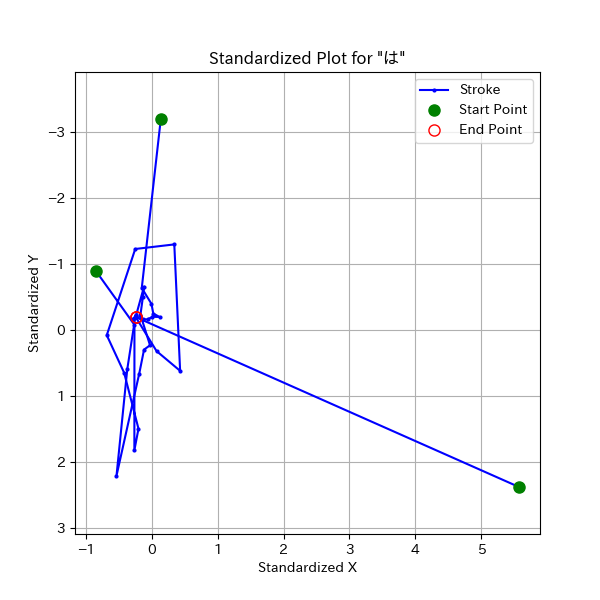 Standardized Plot for "は"
Stroke
Start Point
End Point
−3
−2
−1
0
1
2
3
Standardized Y
−1 0 1 2 3 4 5
Standardized X